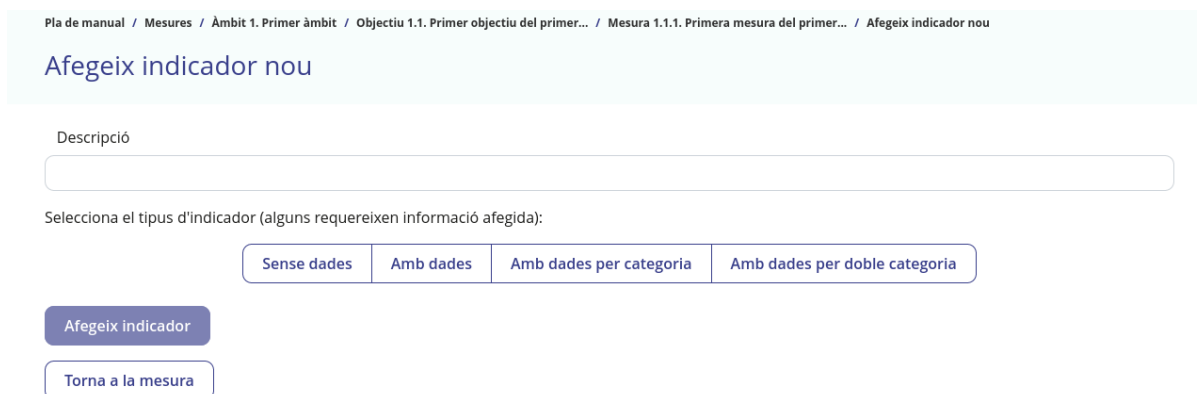 Pla de manual / Mesures / Àmbit 1. Primer àmbit / Objectiu 1.1. Primer objectiu del primer... / Mesura 1.1.1. Primera mesura del primer... / Afegeix indicador nou
Afegeix indicador nou
Descripció
Selecciona el tipus d'indicador (alguns requereixen informació afegida):
Sense dades Amb dades Amb dades per categoria Amb dades per doble categoria
Afegeix indicador
Torna a la mesura